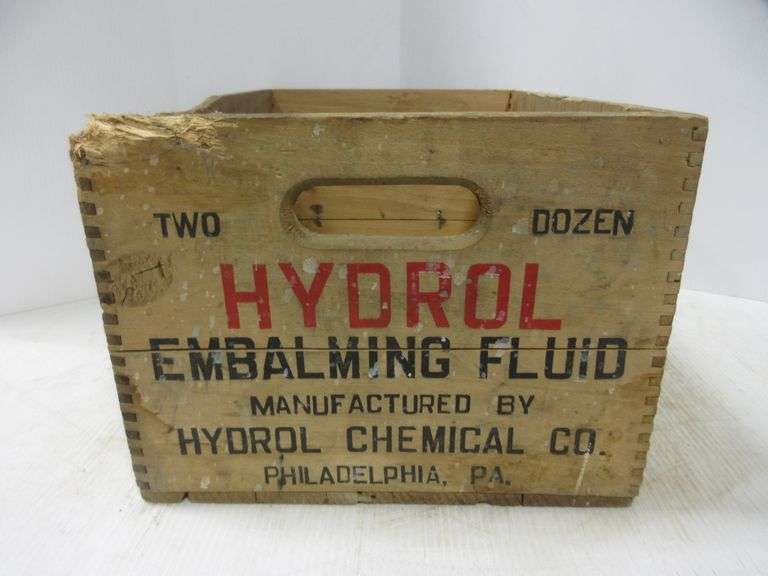 TWO DOZEN
HYDROL
EMBALMING FLUID
MANUFACTURED BY
HYDROL CHEMICAL CO
PHILADELPHIA, PA.